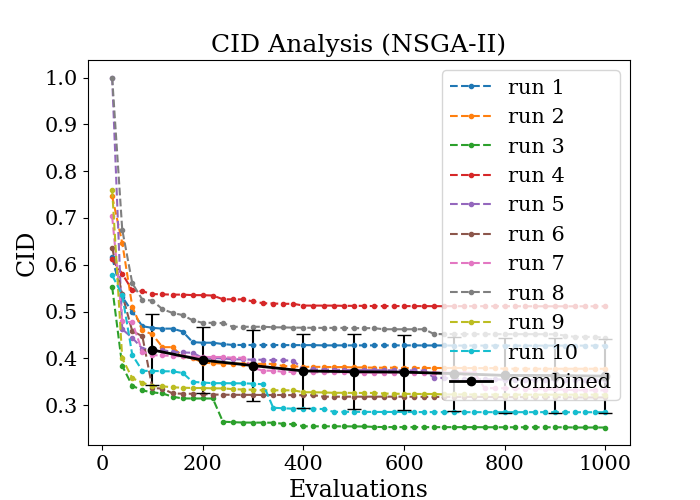 CID Analysis (NSGA-II)
1.0
0.9
0.8
0.7
0.6
0.5
0.4
0.3
CID
run 1
run 2
run 3
run 4
run 5
run 6
run 7
run 8
run 9
run 10
combined
0
200
400
600
800
1000
Evaluations